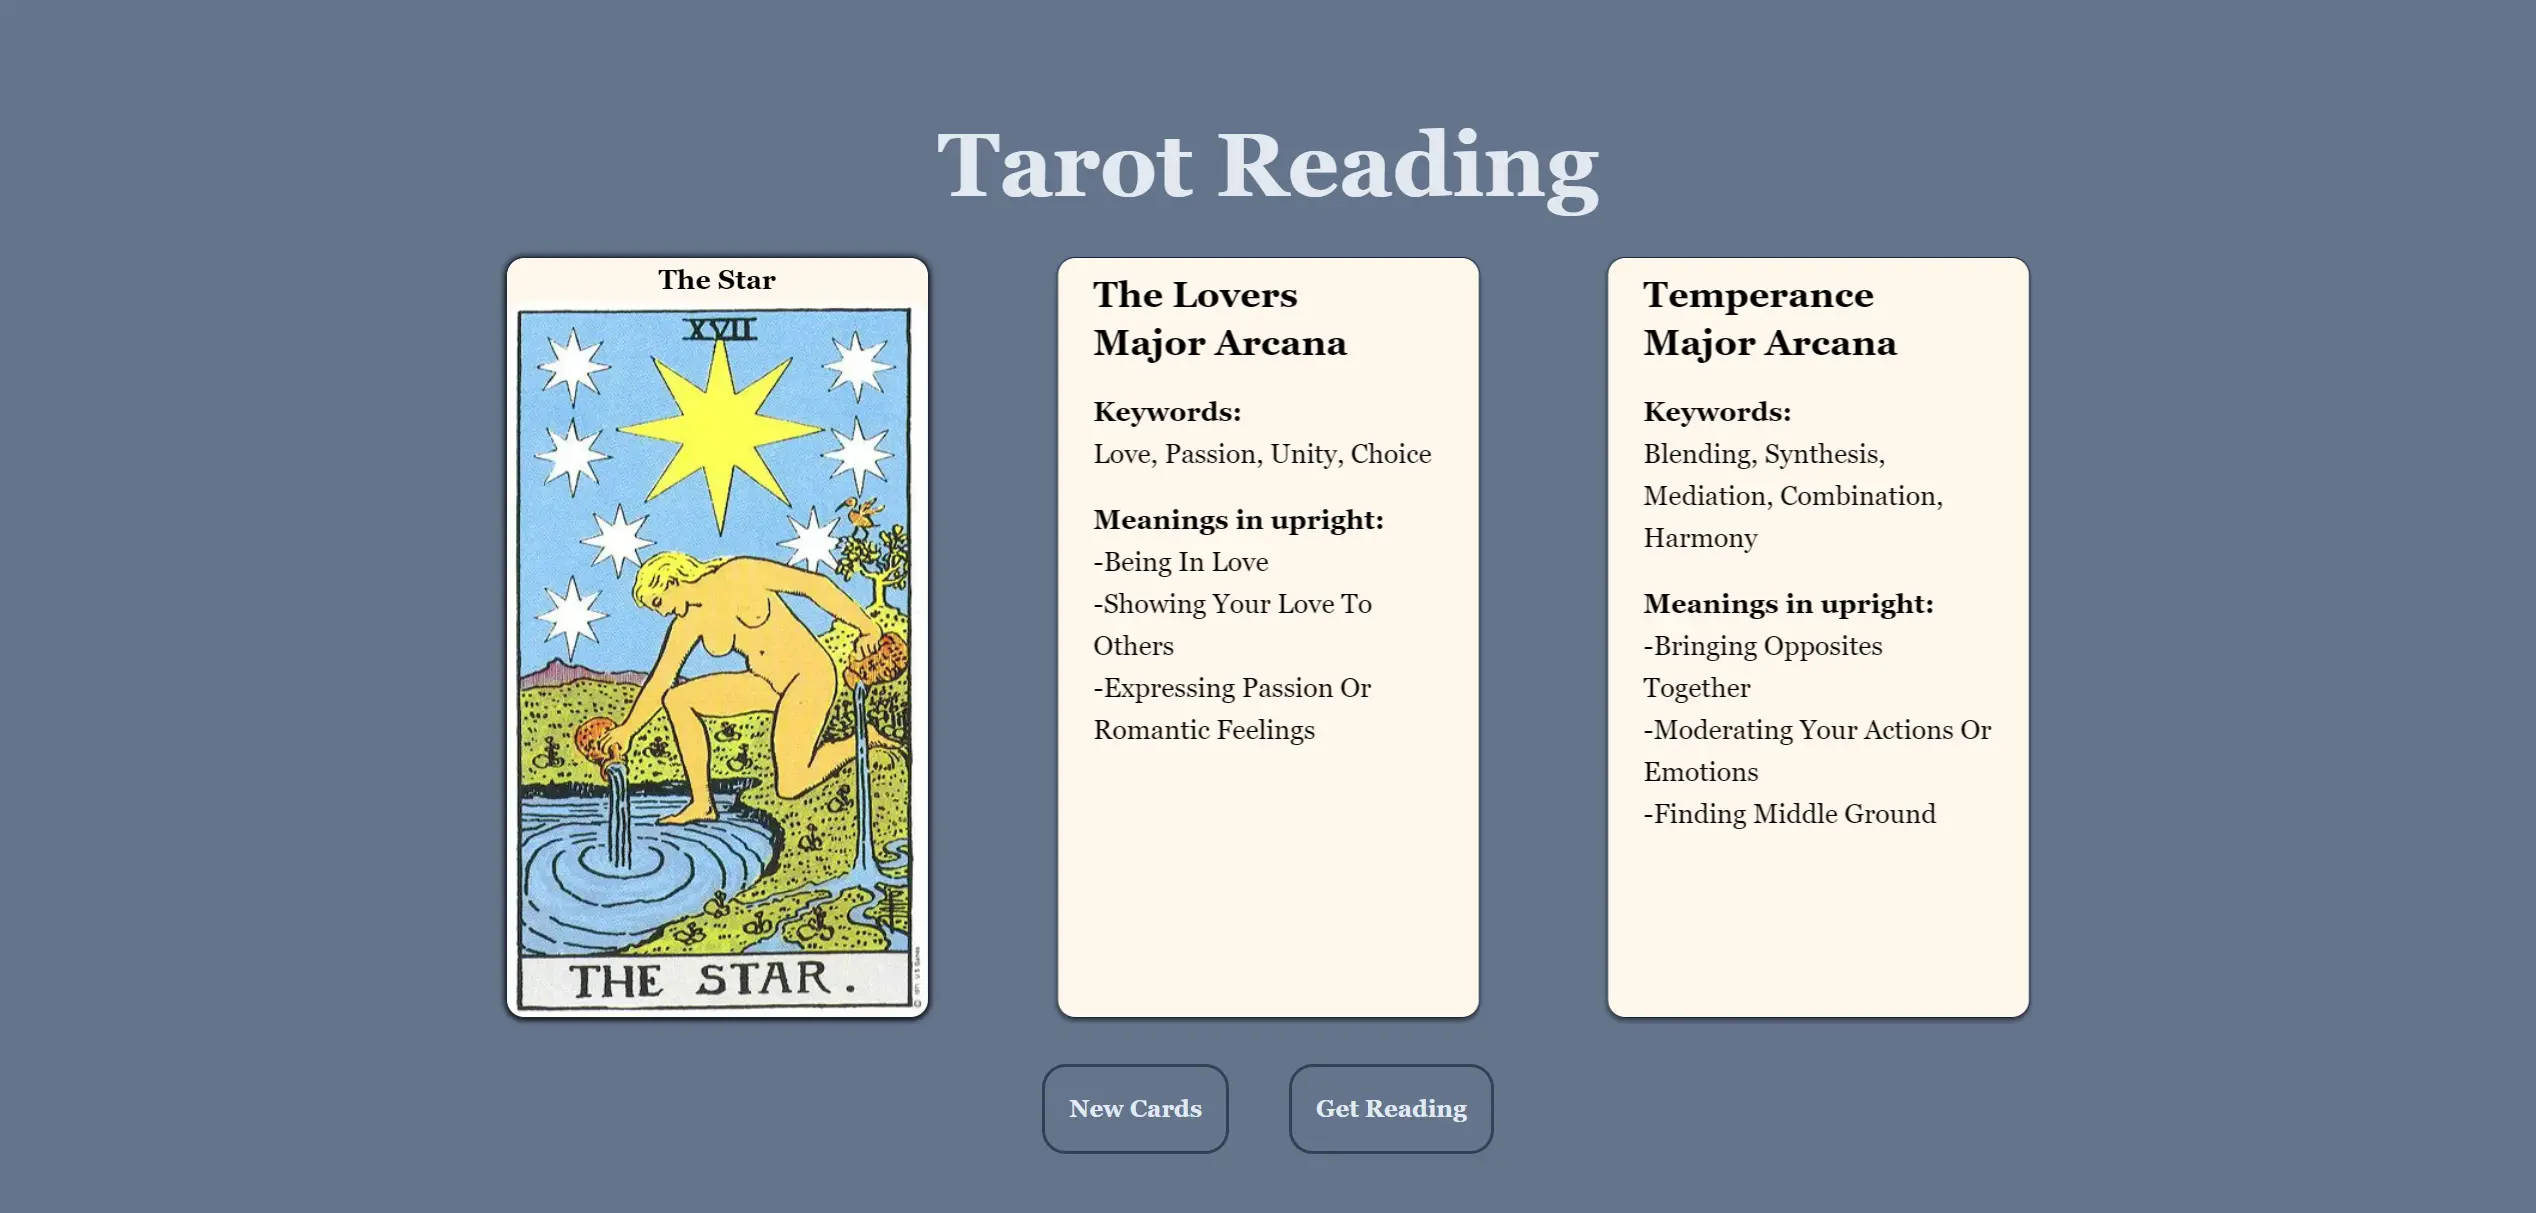 Tarot Reading
The Star
XVII
THE STAR.
The Lovers
Major Arcana
Keywords:
Love, Passion, Unity, Choice
Meanings in upright:
-Being In Love
-Showing Your Love To
Others
-Expressing Passion Or
Romantic Feelings
Temperance
Major Arcana
Keywords:
Blending, Synthesis,
Mediation, Combination,
Harmony
Meanings in upright:
-Bringing Opposites
Together
-Moderating Your Actions Or
Emotions
-Finding Middle Ground
New Cards
Get Reading